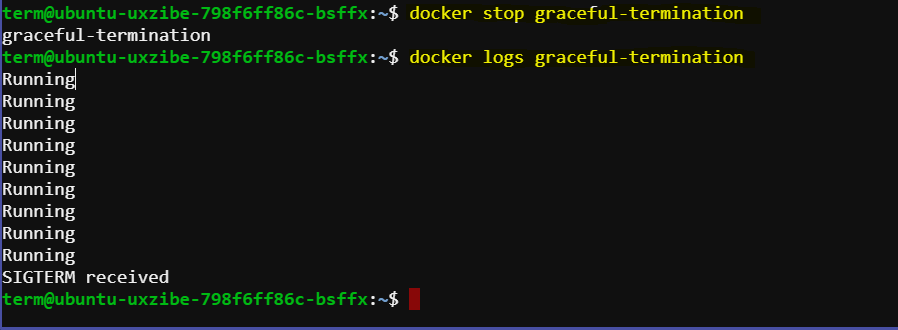 term@ubuntu-uxzibe-798f6ff86c-bsffx:~$ docker stop graceful-termination
graceful-termination
term@ubuntu-uxzibe-798f6ff86c-bsffx:~$ docker logs graceful-termination
Running
Running
Running
Running
Running
Running
Running
Running
Running
SIGTERM received
term@ubuntu-uxzibe-798f6ff86c-bsffx:~$